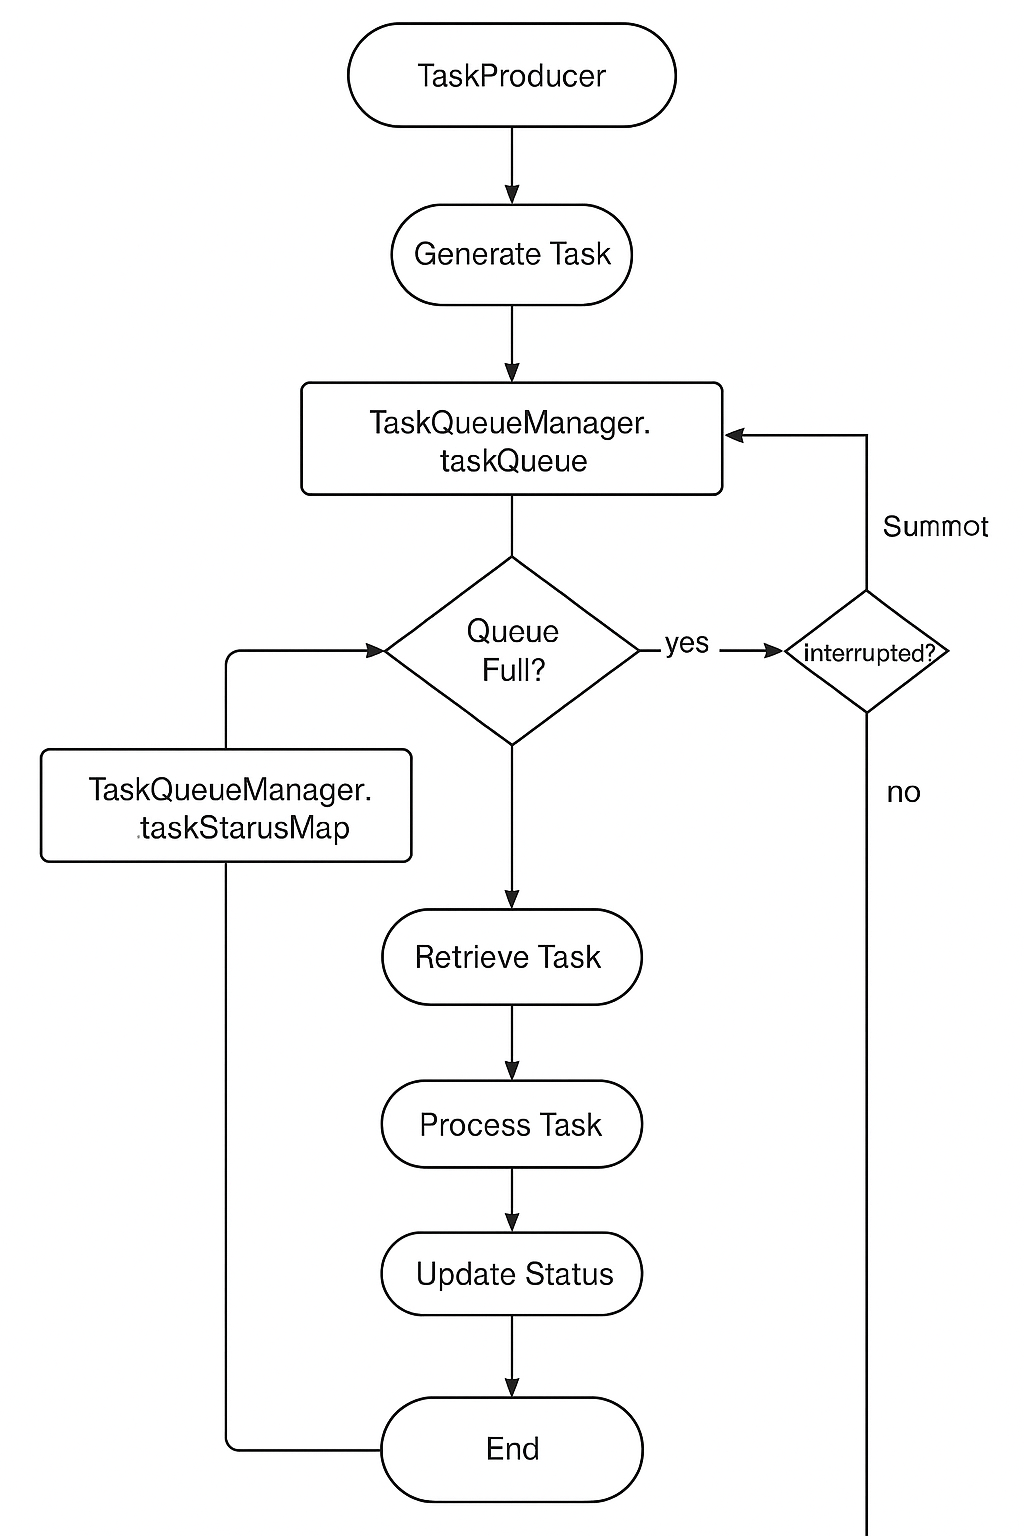 TaskProducer
Generate Task
TaskQueueManager.
taskQueue
Summot
Queue
Full?
yes
interrupted?
TaskQueueManager.
.taskStarusMap
no
Retrieve Task
Process Task
Update Status
End